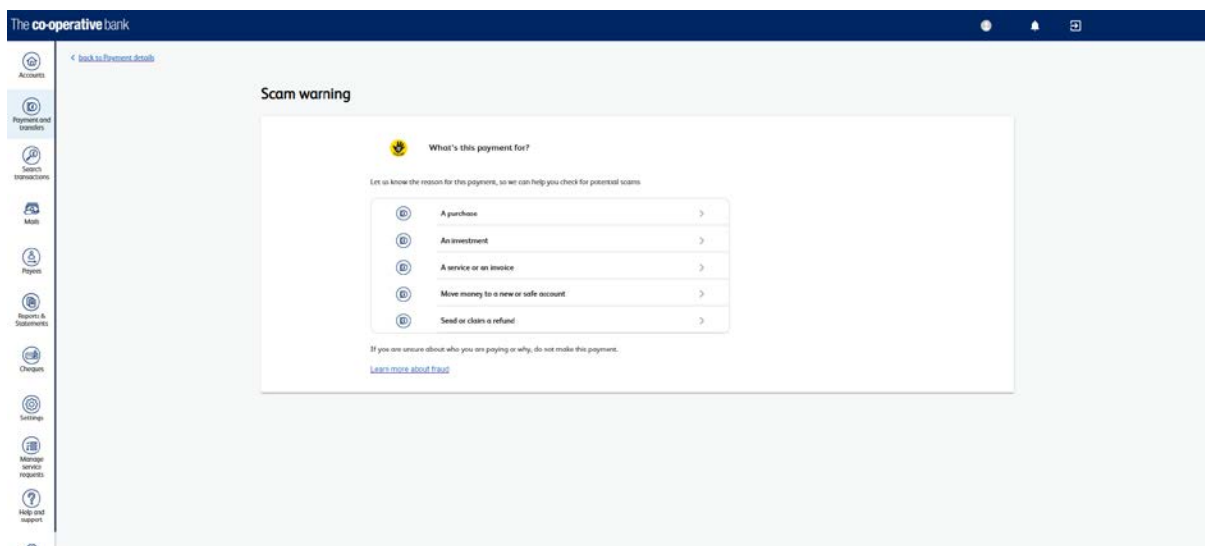 The co-operative bank
Accounts
Payment and
transfers
Search
transactions
Mails
Payees
Reports &
Statements
Cheques
Settings
Manage
service
requests
Help and
support
back to Payment details
Scam warning
What's this payment for?
Let us know the reason for this payment, so we can help you check for potential scams
A purchase
An investment
A service or an invoice
Move money to a new or safe account
Send or claim a refund
If you are unsure about who you are paying or why, do not make this payment.
Learn more about fraud